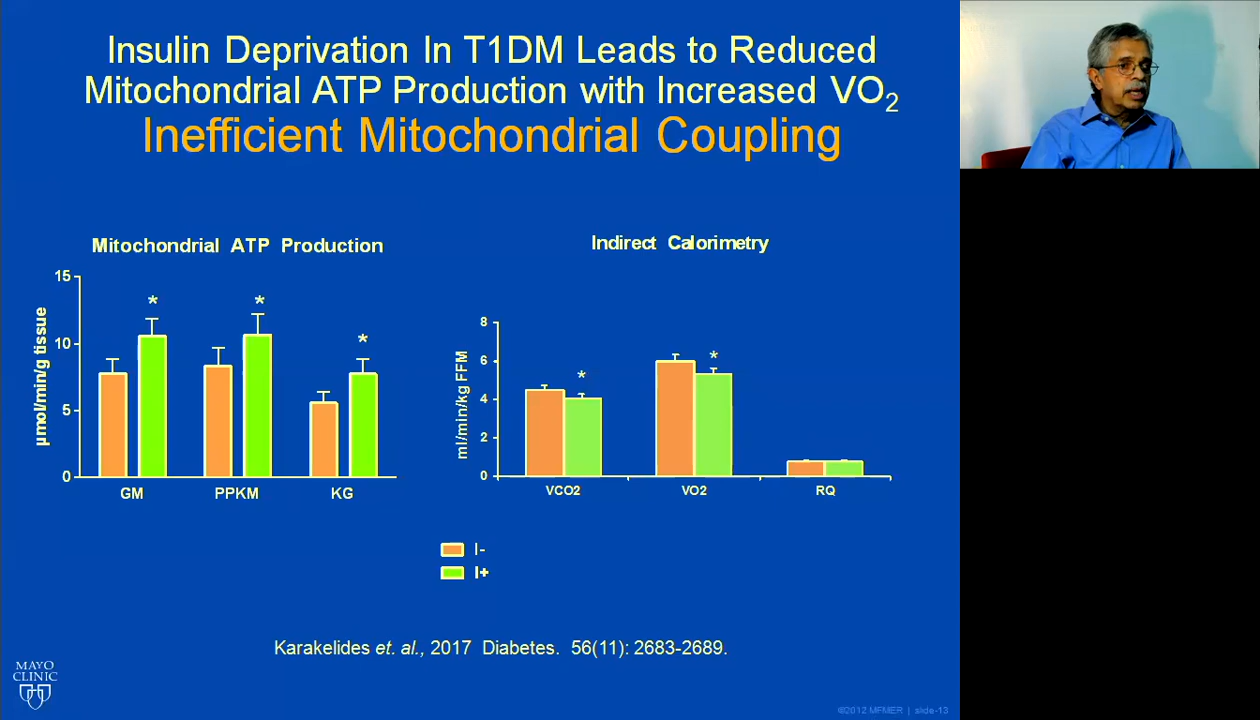 Insulin Deprivation In T1DM Leads to Reduced
Mitochondrial ATP Production with Increased VO2
Inefficient Mitochondrial Coupling
Mitochondrial ATP Production
15
10
5
0
µmol/min/g tissue
* * *
GM PPKM KG
Indirect Calorimetry
8
6
4
2
0
ml/min/kg FFM
* *
VCO2 VO2 RQ
I-
I+
Karakelides et. al., 2017 Diabetes. 56(11): 2683-2689.
MAYO
CLINIC
©2012 MFMER | slide-13